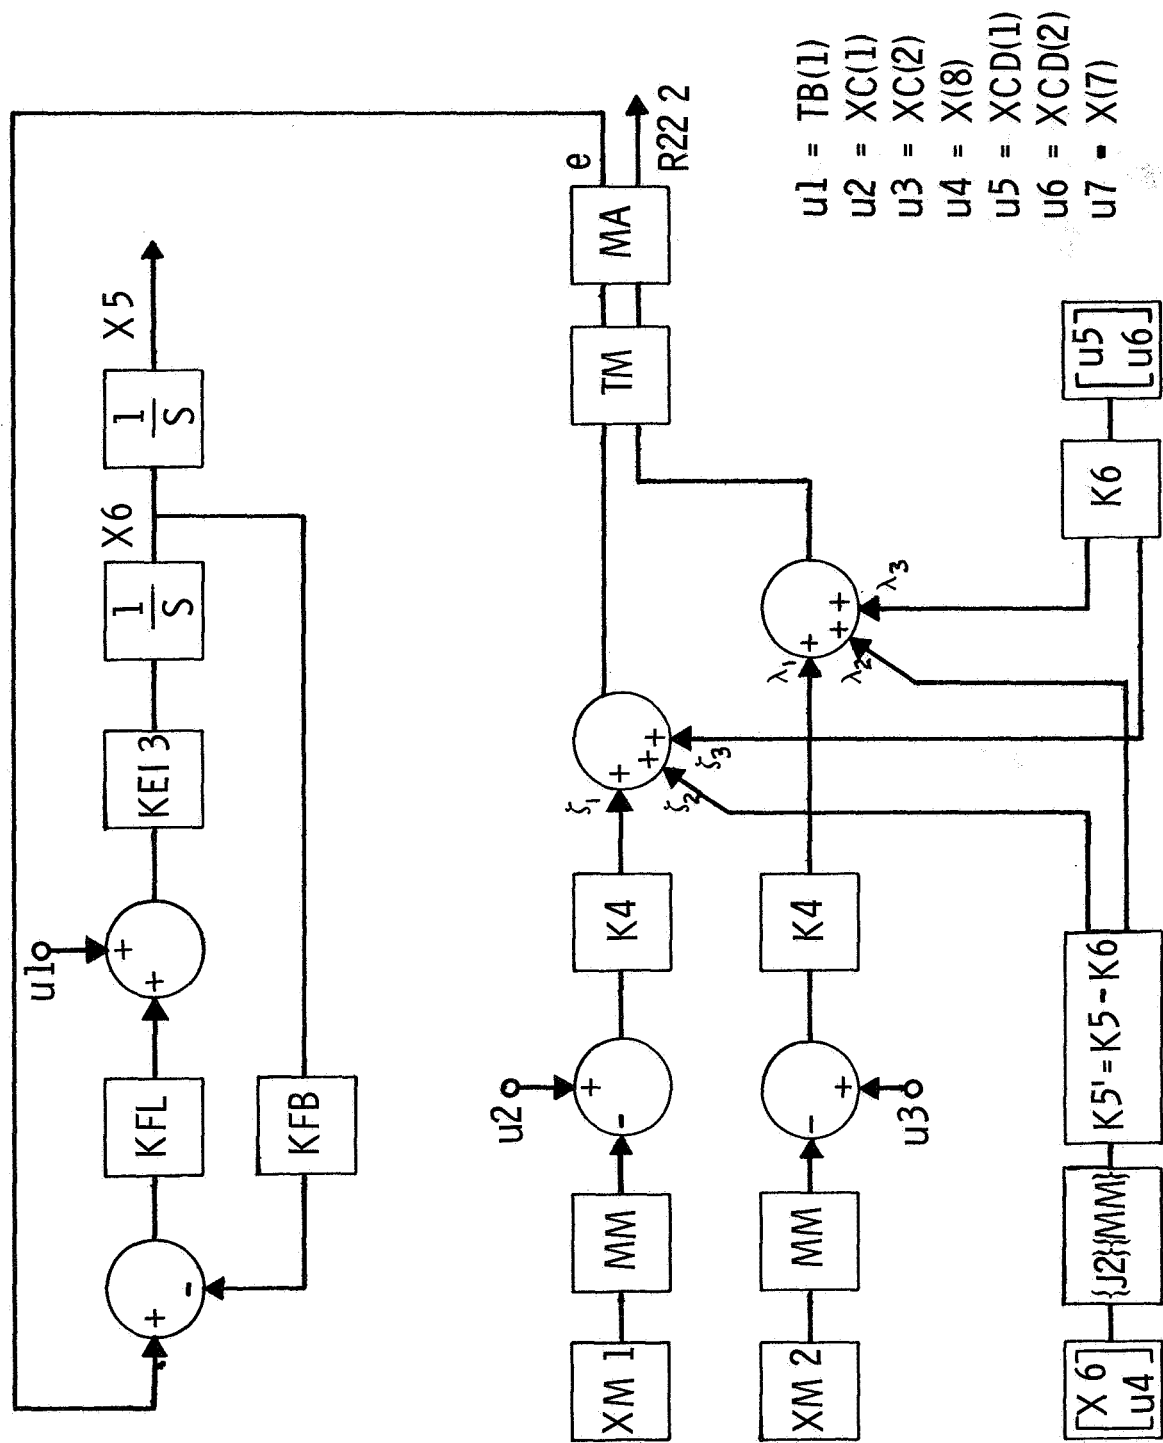 u1
X6
X5
+
-
KFL
+
+
KEI 3
1
S
1
S
KFB
u2
e
XM 1
MM
-
+
K4
ζ1
+
+
+
ζ2
ζ3
TM
MA
R22 2
XM 2
MM
-
+
u3
K4
λ1
+
+
+
λ2
λ3
[X 6]
[u4]
{J2}{MM}
K5'=K5-K6
K6
[u5]
[u6]
u1 = TB(1)
u2 = XC(1)
u3 = XC(2)
u4 = X(8)
u5 = XCD(1)
u6 = XCD(2)
u7 = X(7)